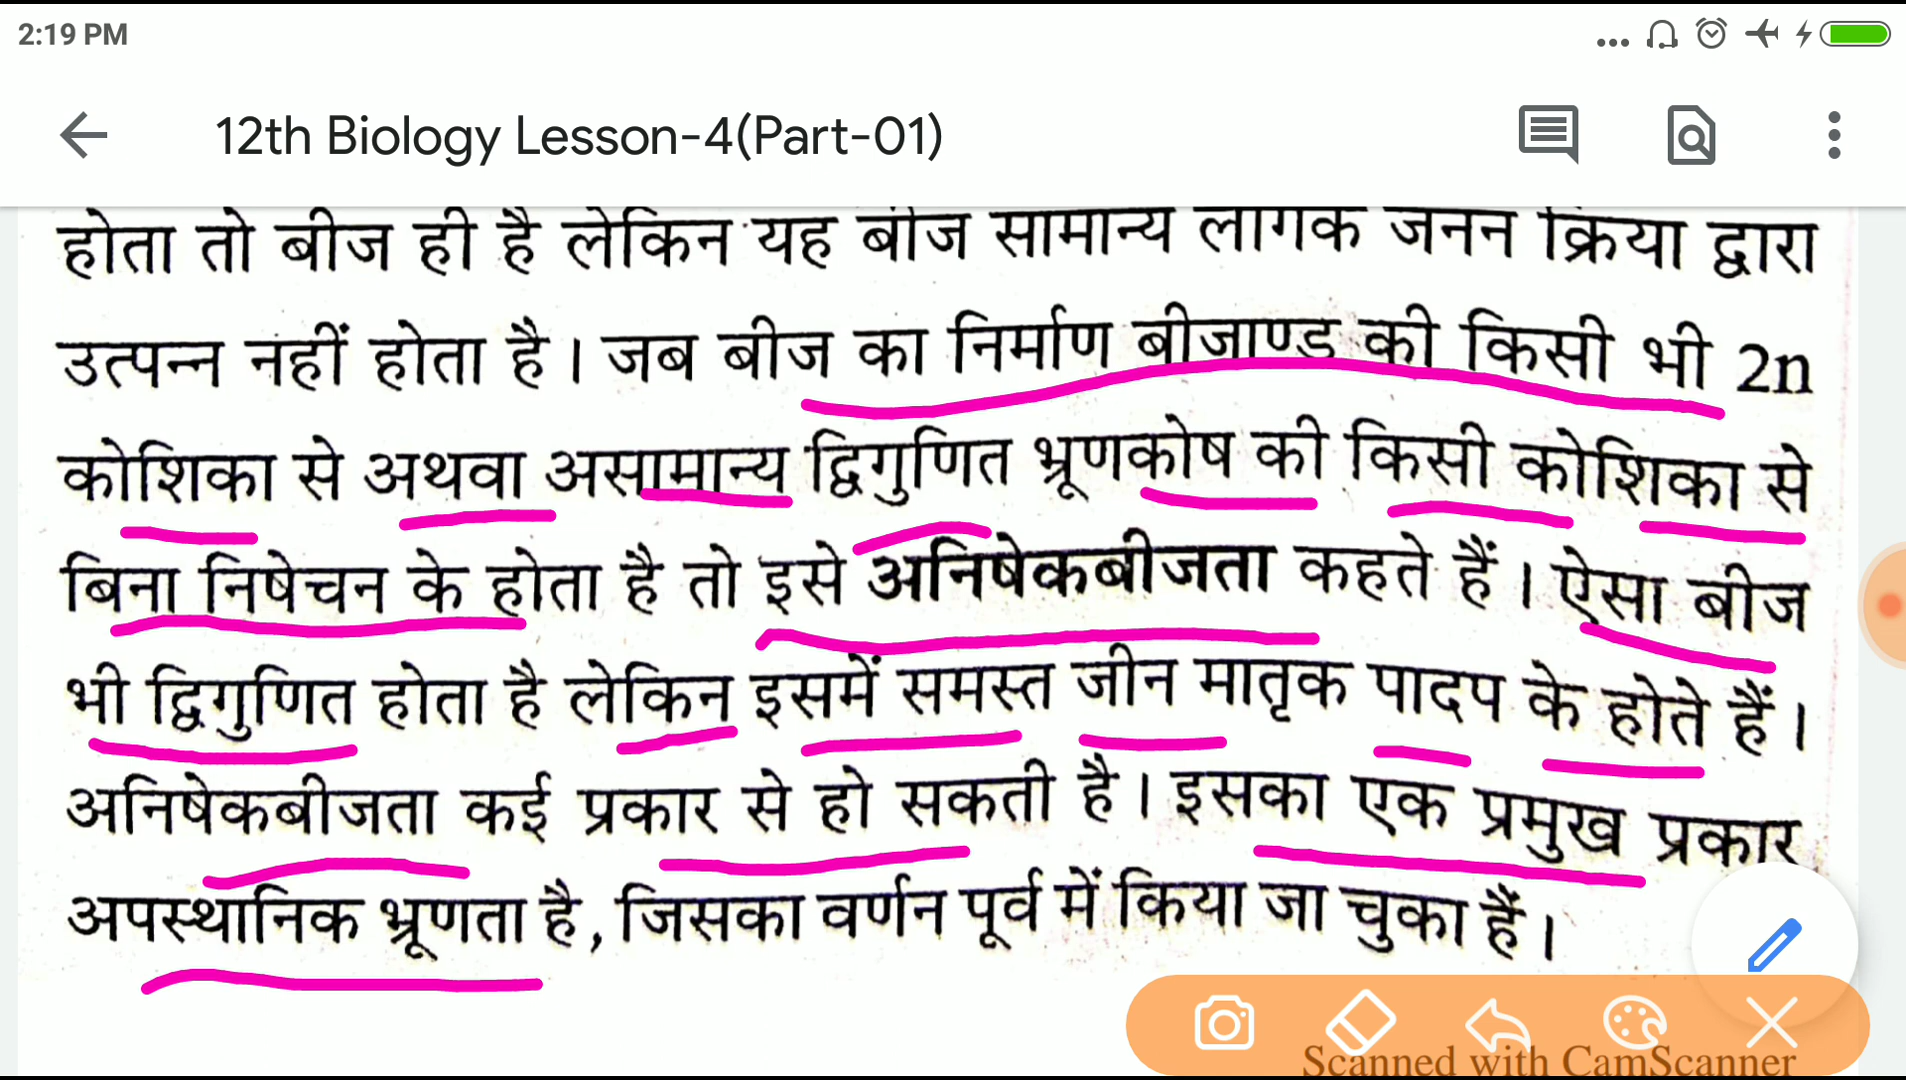 2:19 PM
12th Biology Lesson-4(Part-01)
होता तो बीज ही है लेकिन यह बीज सामान्य लैंगिक जनन क्रिया द्वारा
उत्पन्न नहीं होता है। जब बीज का निर्माण बीजाण्ड की किसी भी 2n
कोशिका से अथवा असामान्य द्विगुणित भ्रूणकोष की किसी कोशिका से
बिना निषेचन के होता है तो इसे अनिषेकबीजता कहते हैं। ऐसा बीज
भी द्विगुणित होता है लेकिन इसमें समस्त जीन मातृक पादप के होते हैं।
अनिषेकबीजता कई प्रकार से हो सकती है। इसका एक प्रमुख प्रकार
अपस्थानिक भ्रूणता है, जिसका वर्णन पूर्व में किया जा चुका हैं।
Scanned with CamScanner